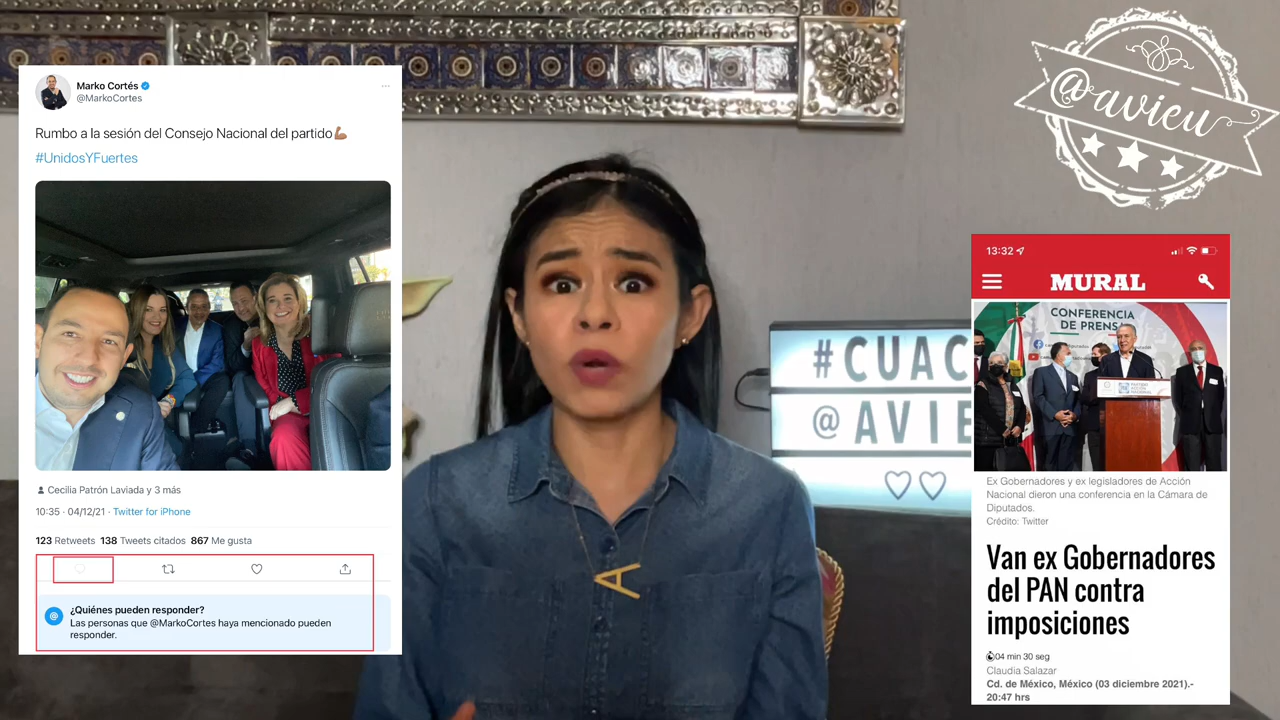 Marko Cortés
@MarkoCortes
Rumbo a la sesión del Consejo Nacional del partido💪🏽
#UnidosYFuertes
Cecilia Patrón Laviada y 3 más
10:35 · 04/12/21 · Twitter for iPhone
123 Retweets 138 Tweets citados 867 Me gusta
@
¿Quiénes pueden responder?
Las personas que @MarkoCortes haya mencionado pueden
responder.
#CUAC
@AVIE
@avieu
13:32
MURAL
CONFERENCIA
DE PRENSA
Ex Gobernadores y ex legisladores de Acción
Nacional dieron una conferencia en la Cámara de
Diputados.
Crédito: Twitter
Van ex Gobernadores
del PAN contra
imposiciones
04 min 30 seg
Claudia Salazar
Cd. de México, México (03 diciembre 2021).-
20:47 hrs